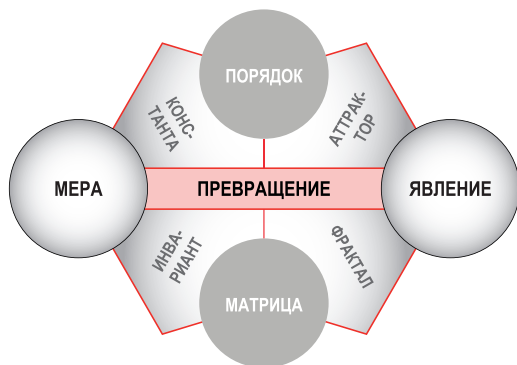 ПОРЯДОК
КОНС-
ТАНТА
АТТРАК-
ТОР
МЕРА
ПРЕВРАЩЕНИЕ
ЯВЛЕНИЕ
ИНВА-
РИАНТ
ФРАКТАЛ
МАТРИЦА